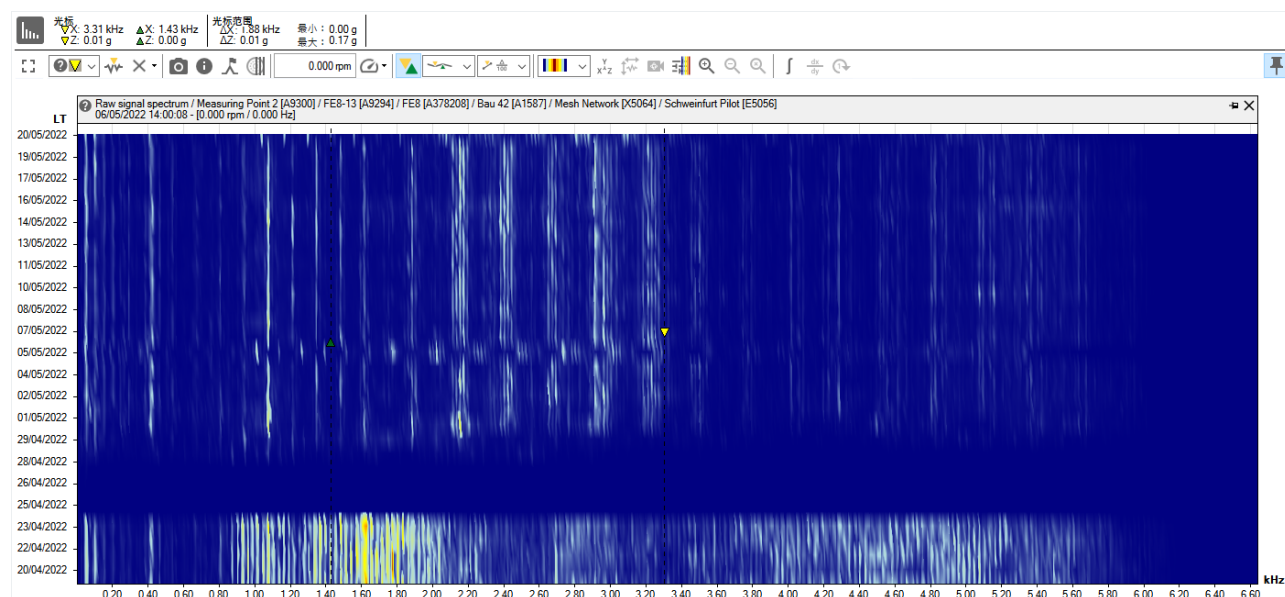 光标
X: 3.31 kHz
X: 1.43 kHz
Z: 0.01 g
Z: 0.00 g
光标范围
ΔX: 1.88 kHz
最小： 0.00 g
ΔZ: 0.01 g
最大： 0.17 g
0.000 rpm
Raw signal spectrum / Measuring Point 2 [A9300] / FE8-13 [A9294] / FE8 [A378208] / Bau 42 [A1587] / Mesh Network [X5064] / Schweinfurt Pilot [E5056]
06/05/2022 14:00:08 - [0.000 rpm / 0.000 Hz]
LT
20/05/2022
19/05/2022
17/05/2022
16/05/2022
14/05/2022
13/05/2022
11/05/2022
10/05/2022
08/05/2022
07/05/2022
05/05/2022
04/05/2022
02/05/2022
01/05/2022
29/04/2022
28/04/2022
26/04/2022
25/04/2022
23/04/2022
22/04/2022
20/04/2022
kHz
0.20 0.40 0.60 0.80 1.00 1.20 1.40 1.60 1.80 2.00 2.20 2.40 2.60 2.80 3.00 3.20 3.40 3.60 3.80 4.00 4.20 4.40 4.60 4.80 5.00 5.20 5.40 5.60 5.80 6.00 6.20 6.40 6.60